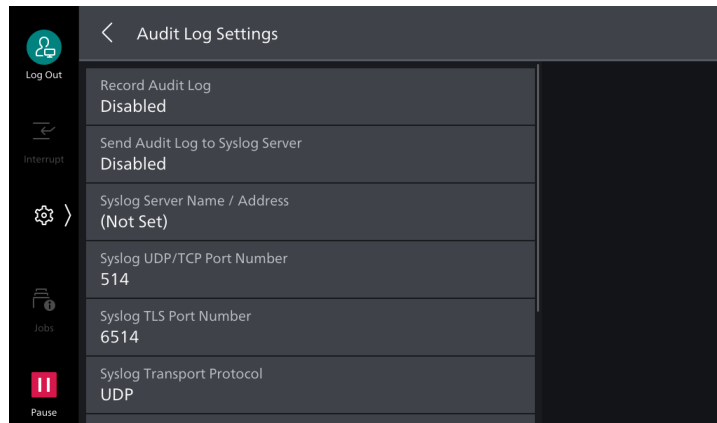 Audit Log Settings
Log Out
Interrupt
Jobs
Pause
Record Audit Log
Disabled
Send Audit Log to Syslog Server
Disabled
Syslog Server Name / Address
(Not Set)
Syslog UDP/TCP Port Number
514
Syslog TLS Port Number
6514
Syslog Transport Protocol
UDP